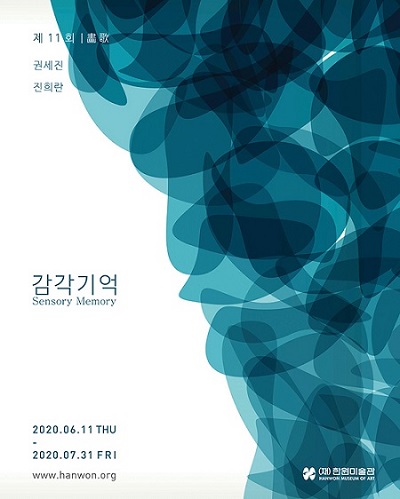 제 11 회 | 畵歌
권세진
진희란
감각기억
Sensory Memory
2020.06.11 THU
-
2020.07.31 FRI
www.hanwon.org
(재)한원미술관
HANWON MUSEUM OF ART